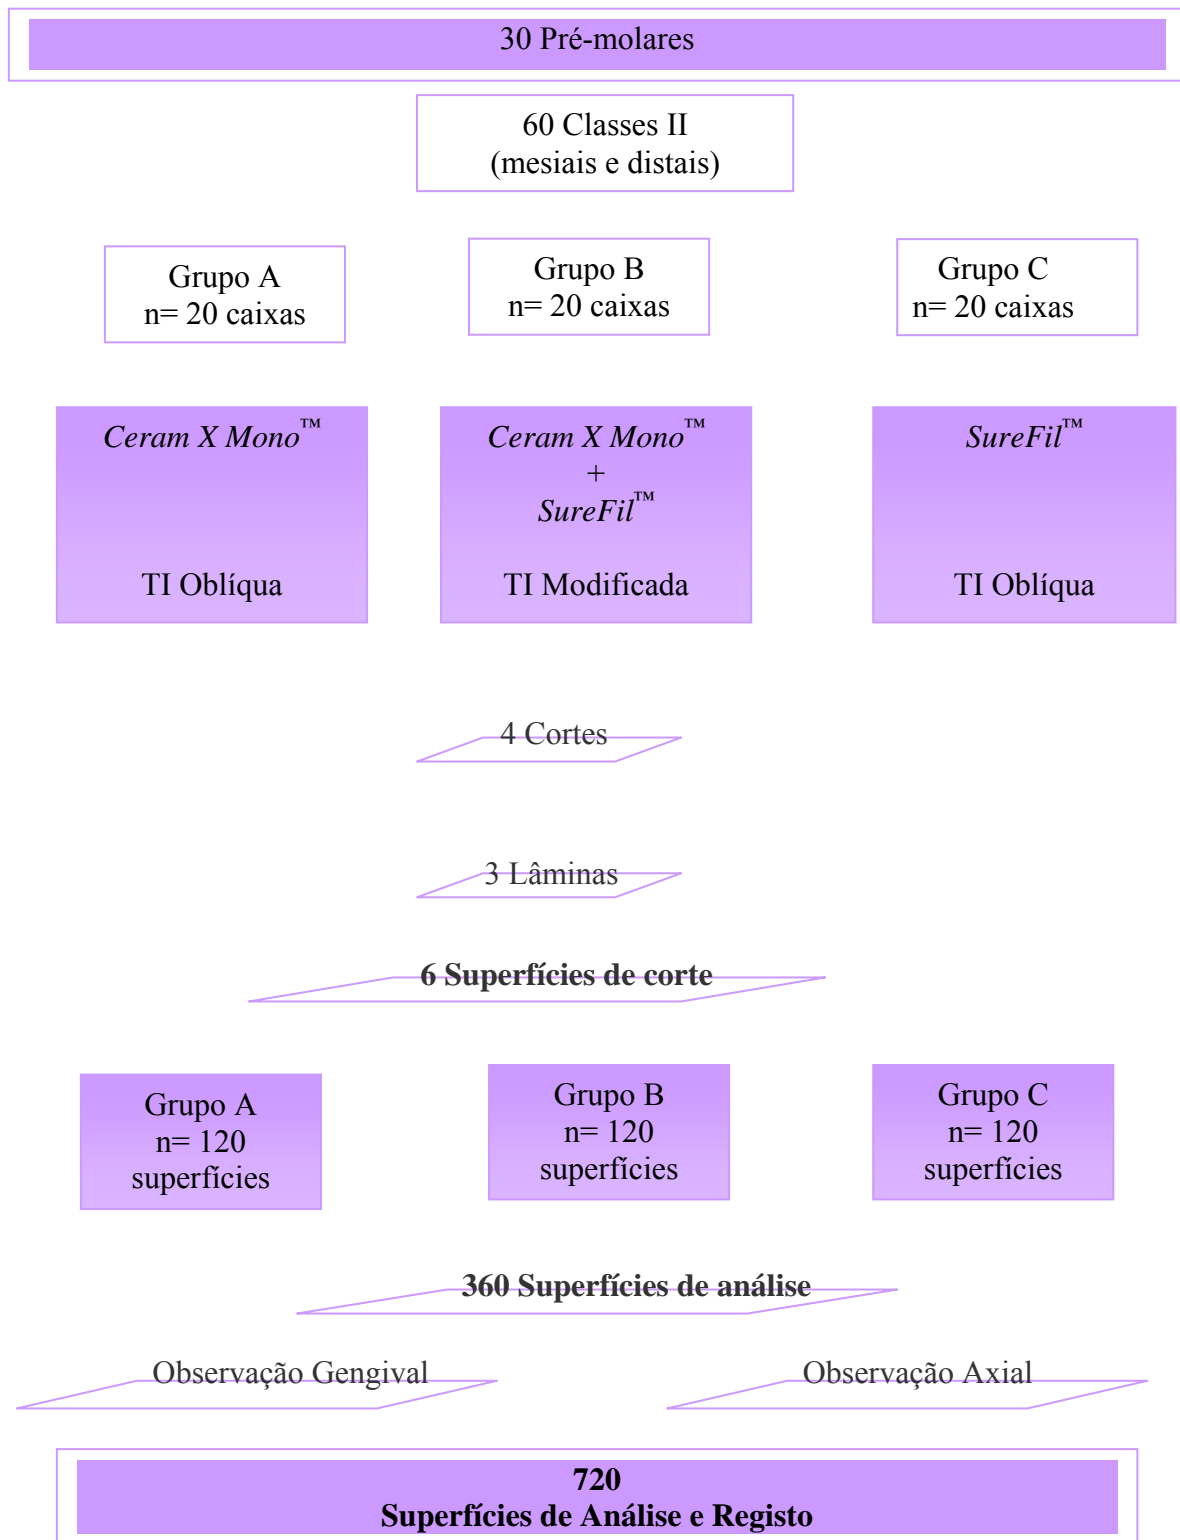 30 Pré-molares
60 Classes II
(mesiais e distais)
Grupo A
n= 20 caixas
Grupo B
n= 20 caixas
Grupo C
n= 20 caixas
Ceram X Mono™
TI Oblíqua
Ceram X Mono™
+
SureFil™
TI Modificada
SureFil™
TI Oblíqua
4 Cortes
3 Lâminas
6 Superfícies de corte
Grupo A
n= 120
superfícies
Grupo B
n= 120
superfícies
Grupo C
n= 120
superfícies
360 Superfícies de análise
Observação Gengival
Observação Axial
720
Superfícies de Análise e Registo